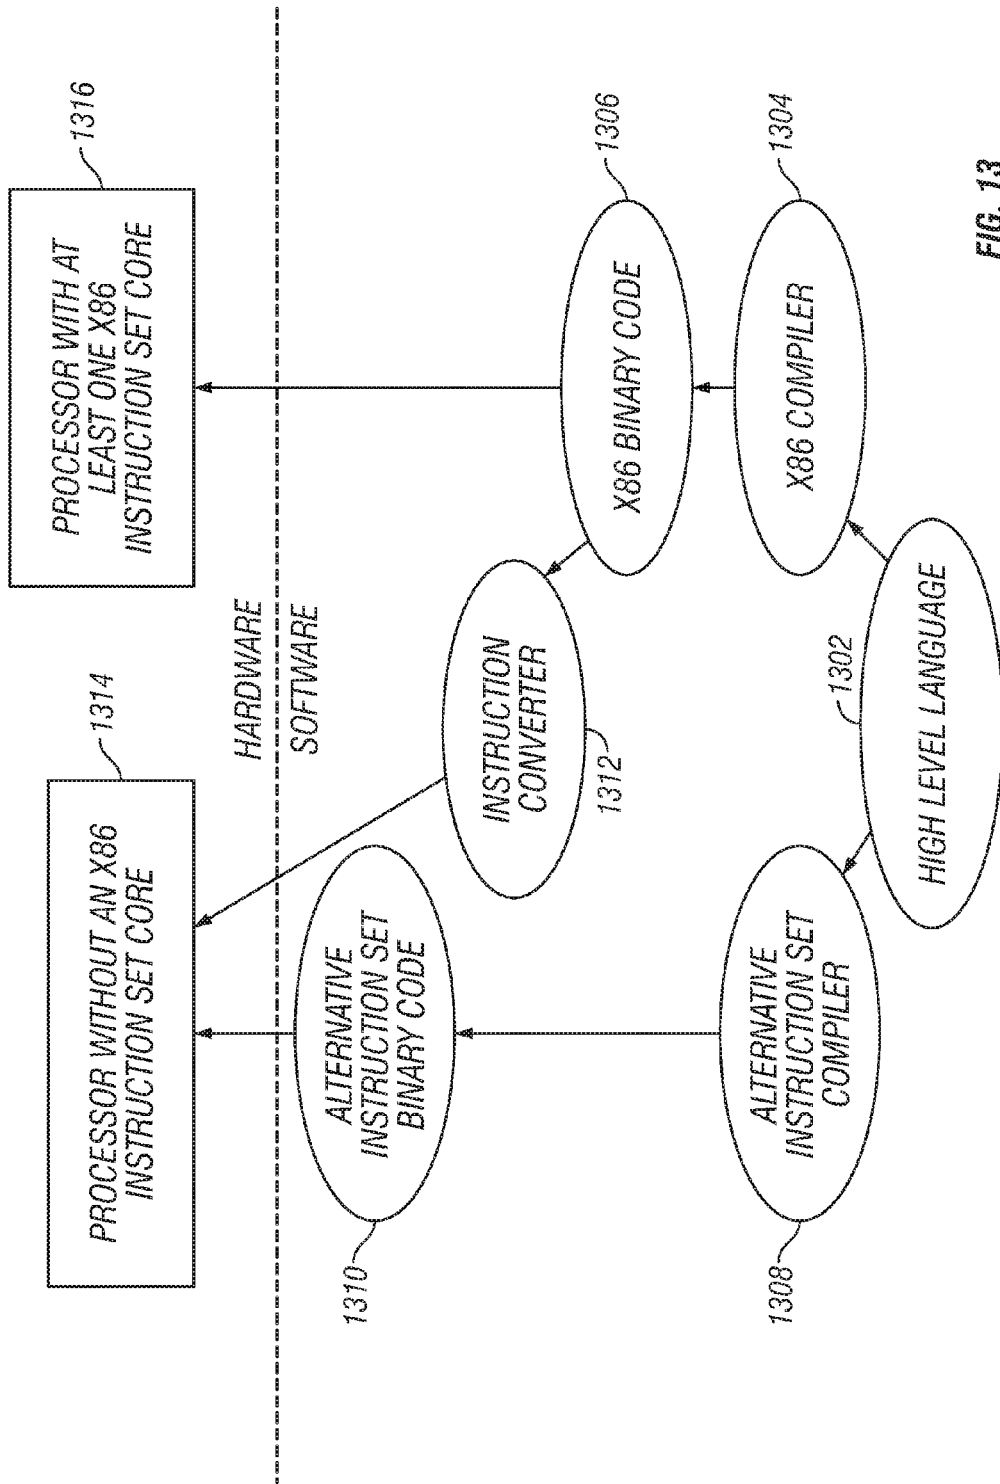 PROCESSOR WITHOUT AN X86
INSTRUCTION SET CORE
1314
PROCESSOR WITH AT
LEAST ONE X86
INSTRUCTION SET CORE
1316
HARDWARE
SOFTWARE
1310
ALTERNATIVE
INSTRUCTION SET
BINARY CODE
INSTRUCTION
CONVERTER
1312
X86 BINARY CODE
1306
1308
ALTERNATIVE
INSTRUCTION SET
COMPILER
X86 COMPILER
1304
1302
HIGH LEVEL LANGUAGE
FIG. 13